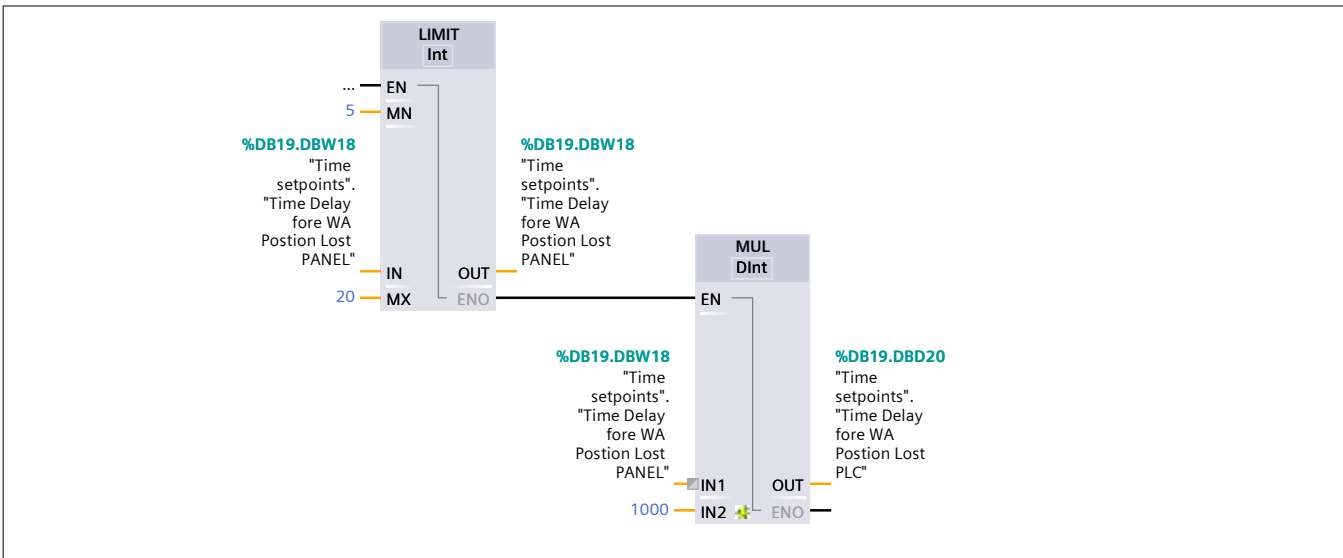 LIMIT
Int
... EN
5 MN
%DB19.DBW18
"Time
setpoints".
"Time Delay
fore WA
Postion Lost
PANEL"
IN
%DB19.DBW18
"Time
setpoints".
"Time Delay
fore WA
Postion Lost
PANEL"
OUT
20 MX ENO
MUL
DInt
EN
%DB19.DBW18
"Time
setpoints".
"Time Delay
fore WA
Postion Lost
PANEL"
IN1
%DB19.DBD20
"Time
setpoints".
"Time Delay
fore WA
Postion Lost
PLC"
OUT
1000 IN2 ENO